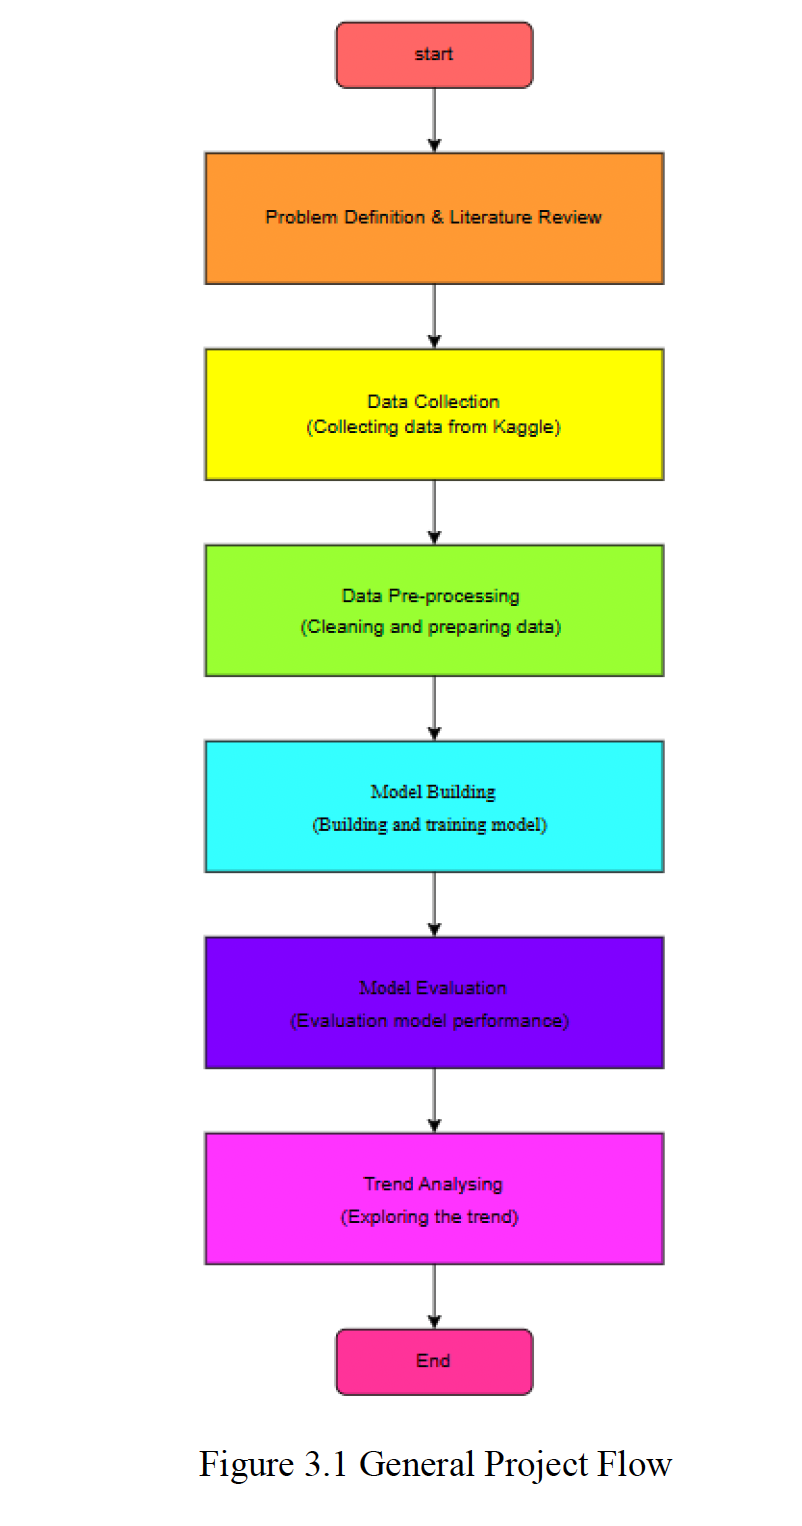 start
Problem Definition & Literature Review
Data Collection
(Collecting data from Kaggle)
Data Pre-processing
(Cleaning and preparing data)
Model Building
(Building and training model)
Model Evaluation
(Evaluation model performance)
Trend Analysing
(Exploring the trend)
End
Figure 3.1 General Project Flow